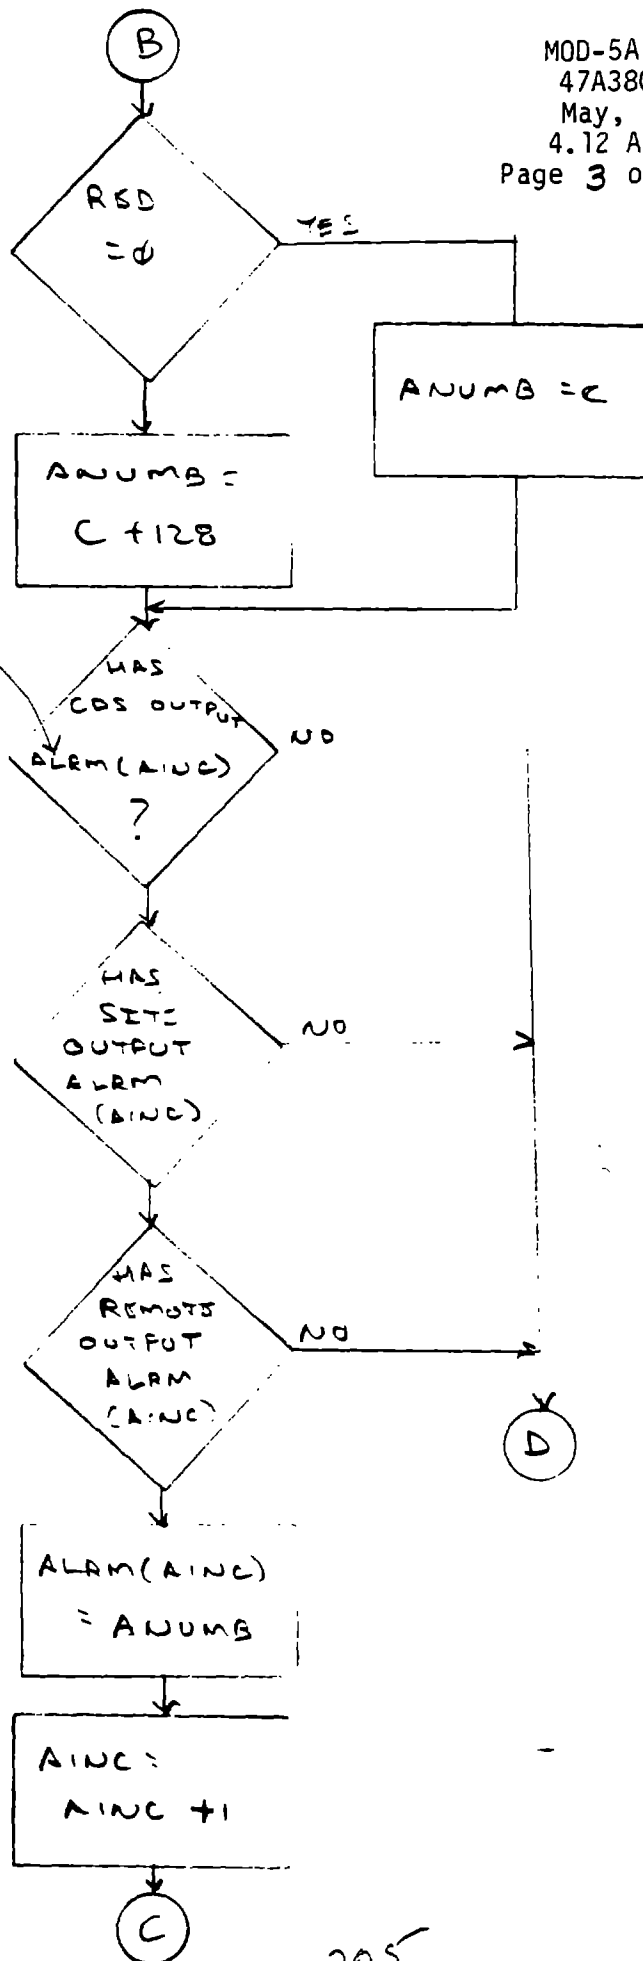 B
MOD-5A
47A380
May,
4.12 A
Page 3 o
RSD
=0
YES
ANUMB = C
ANUMB =
C +128
HAS
CDS OUTPUT
ALRM(AINC)
?
NO
HAS
SITE
OUTPUT
ALRM
(AINC)
NO
HAS
REMOTE
OUTPUT
ALRM
(AINC)
NO
D
ALRM(AINC)
= ANUMB
AINC =
AINC +1
C
205